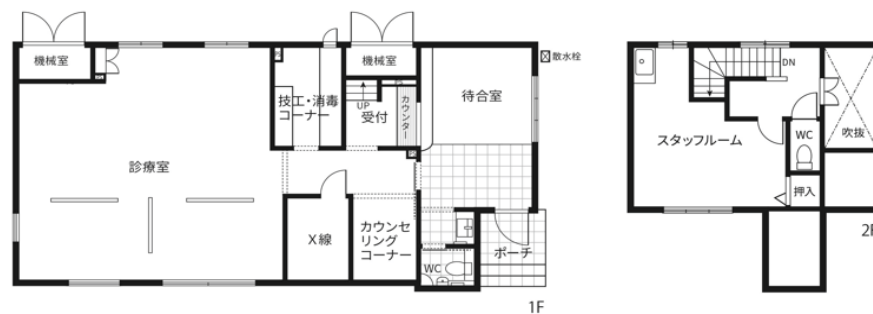 機械室
機械室
散水栓
技工・消毒
コーナー
UP
受付
カウンター
待合室
診療室
X線
カウンセ
リング
コーナー
WC
ポーチ
1F
DN
スタッフルーム
WC
吹抜
押入